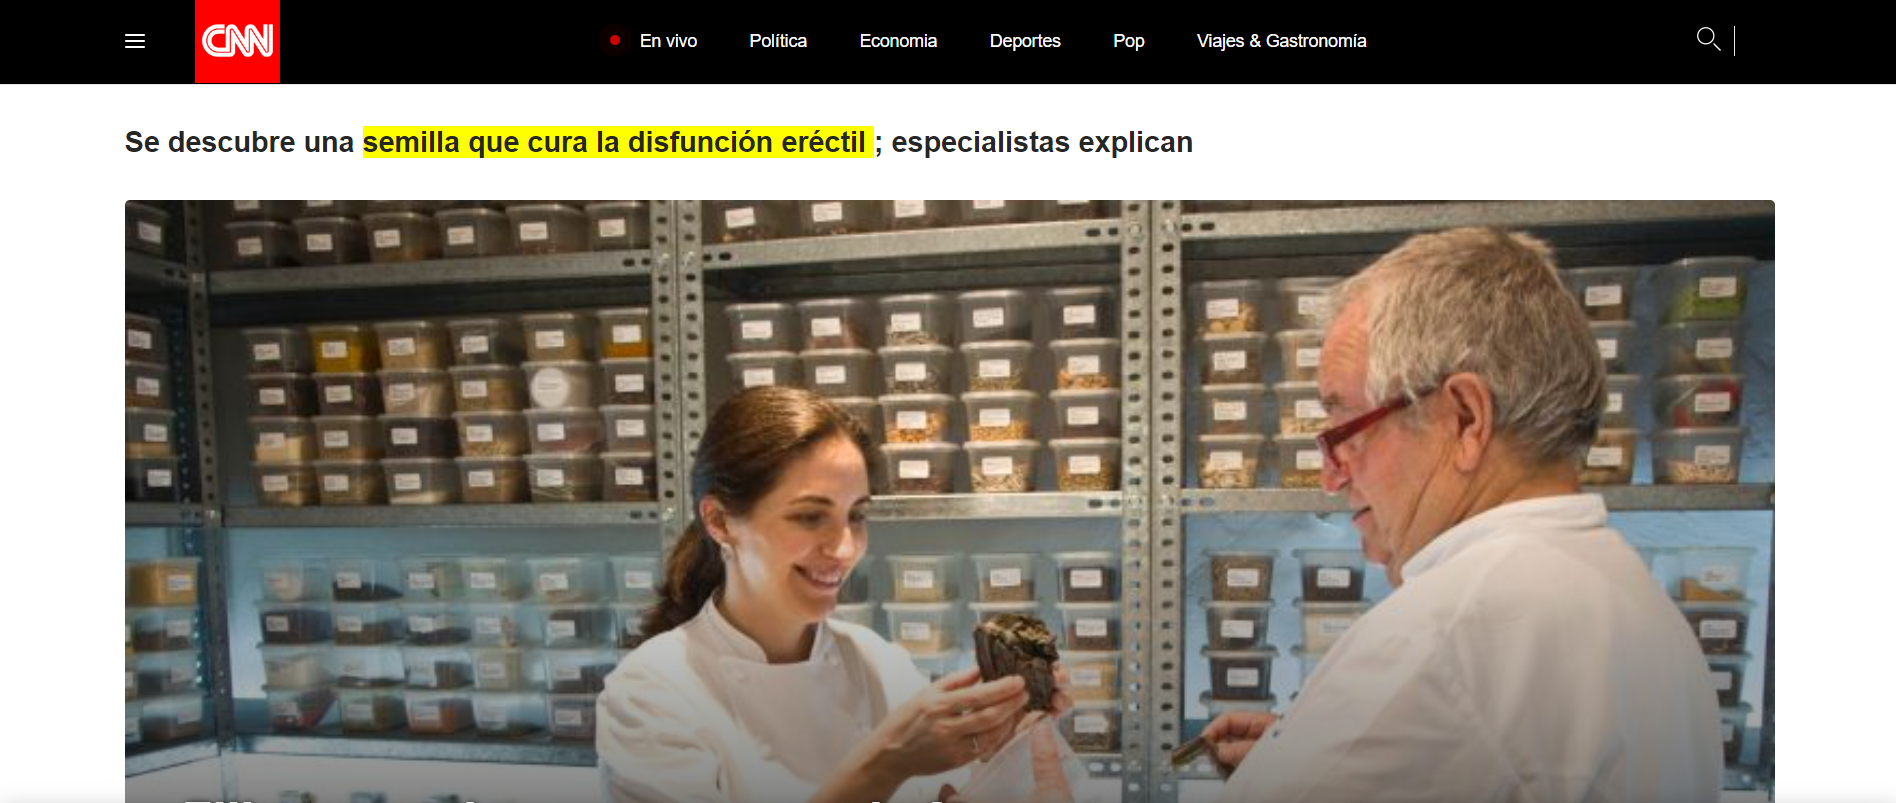 CNN
En vivo Política Economia Deportes Pop Viajes & Gastronomía
Se descubre una semilla que cura la disfunción eréctil ; especialistas explican